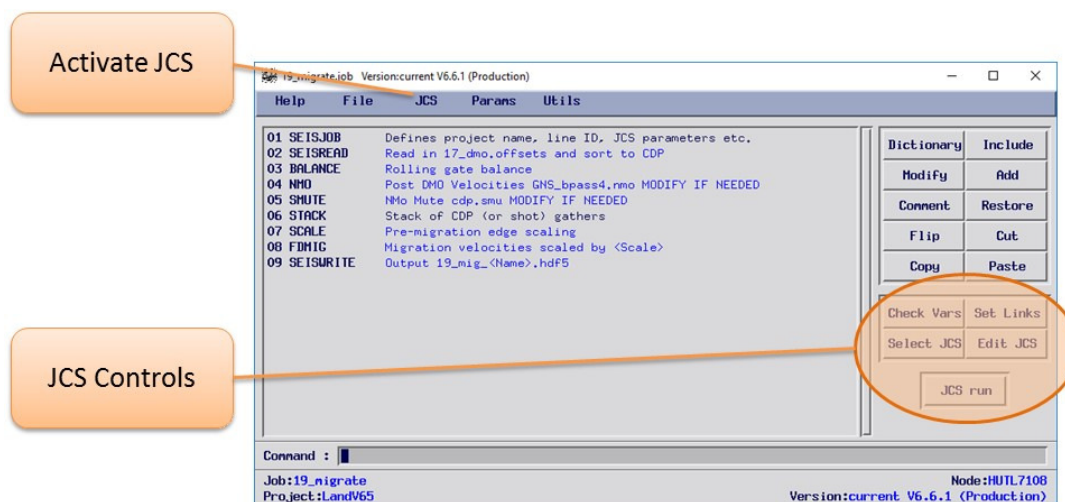 Activate JCS
19_migrate.job Version:current V6.6.1 (Production)
Help File JCS Params Utils
01 SEISJOB Defines project name, line ID, JCS parameters etc.
02 SEISREAD Read in 17_dmo.offsets and sort to CDP
03 BALANCE Rolling gate balance
04 NMO Post DMO Velocities GNS_bpass4.nmo MODIFY IF NEEDED
05 SMUTE NMo Mute cdp.smu MODIFY IF NEEDED
06 STACK Stack of CDP (or shot) gathers
07 SCALE Pre-migration edge scaling
08 FDMIG Migration velocities scaled by <Scale>
09 SEISWRITE Output 19_mig_<Name>.hdf5
Dictionary Include
Modify Add
Comment Restore
Flip Cut
Copy Paste
Check Vars Set Links
Select JCS Edit JCS
JCS run
JCS Controls
Command :
Job:19_migrate Node:HUTL7108
Project:LandV65 Version:current V6.6.1 (Production)